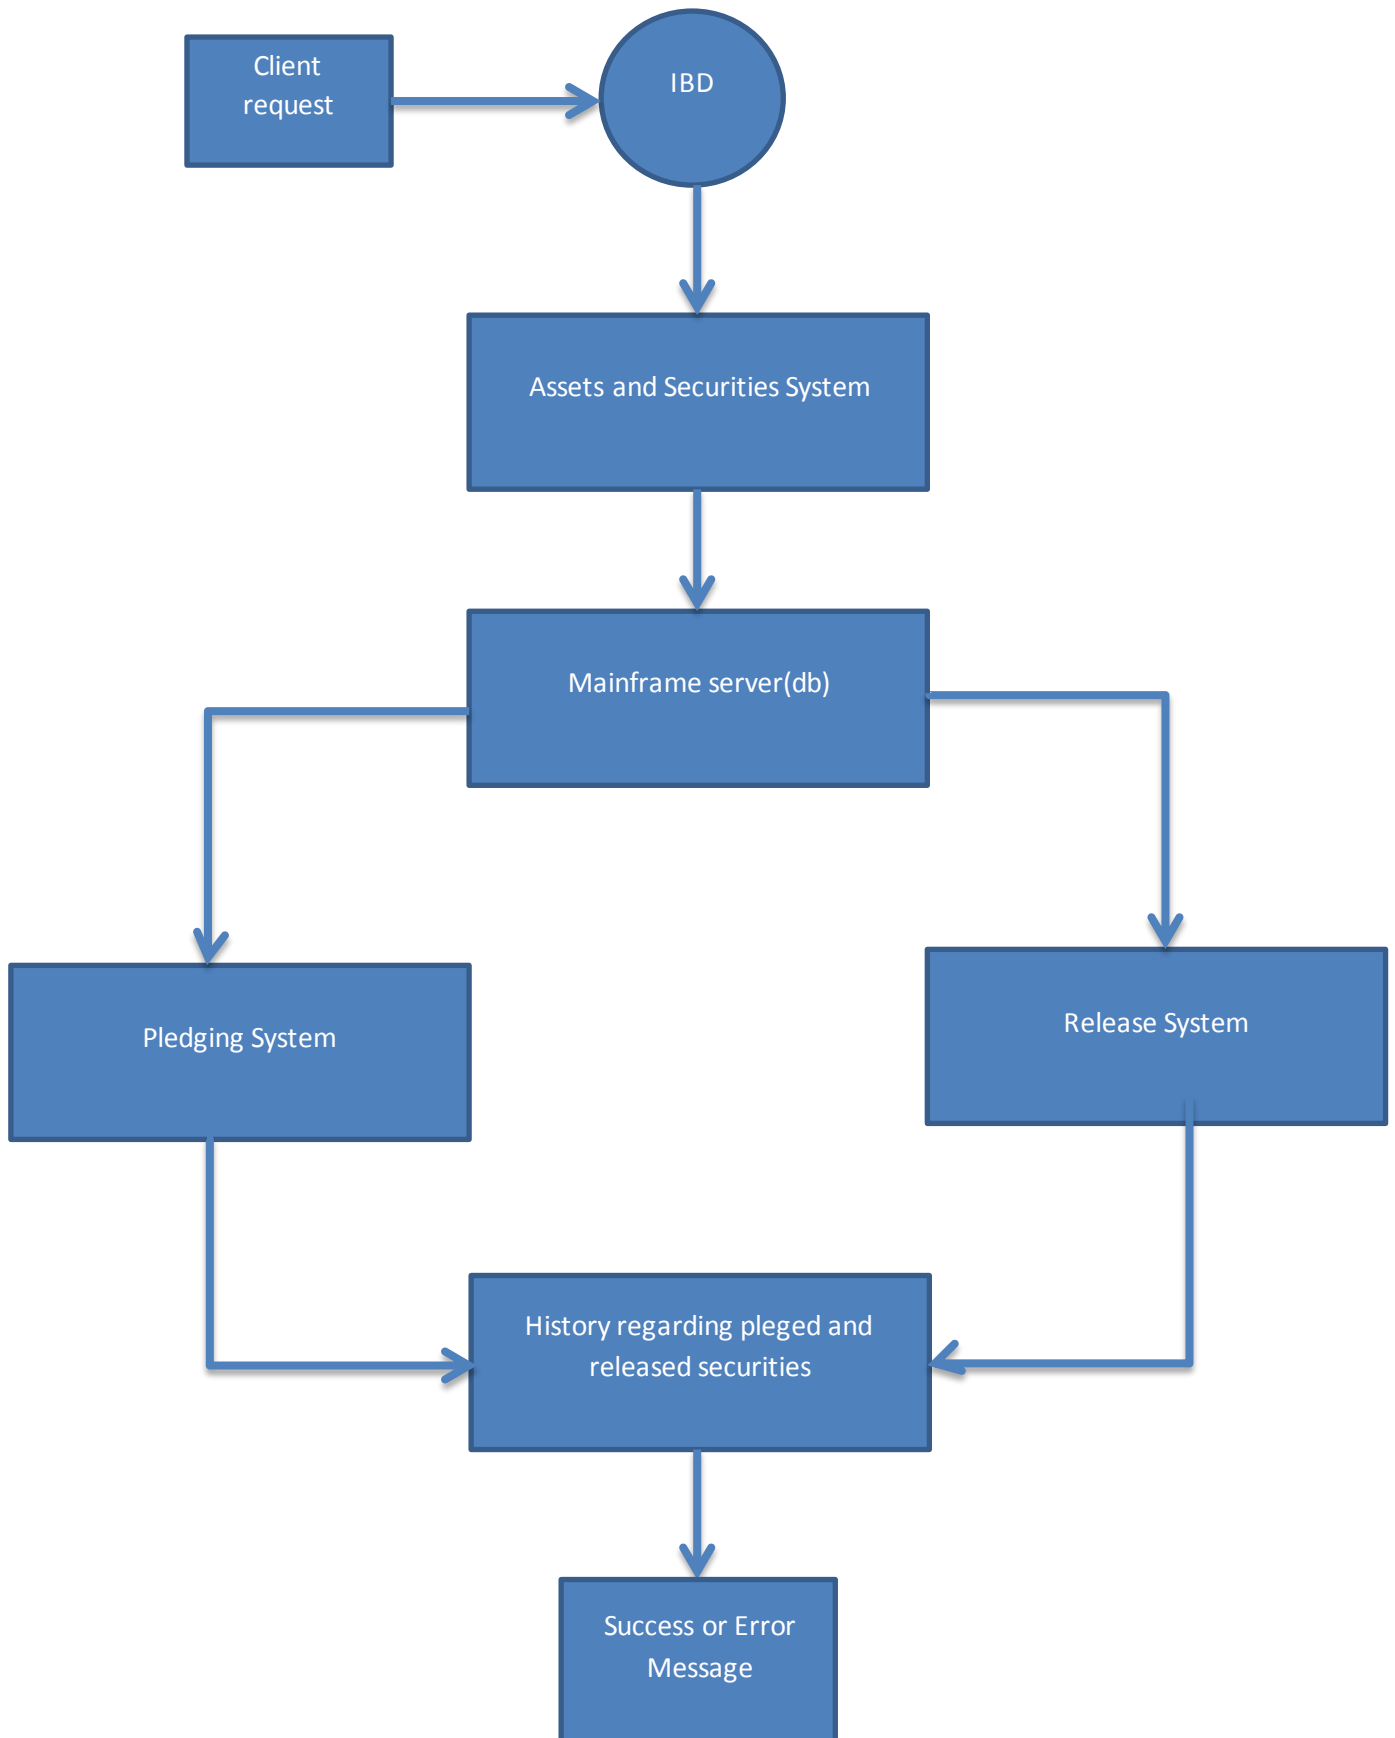 Client
request
IBD
Assets and Securities System
Mainframe server(db)
Pledging System
Release System
History regarding pleged and
released securities
Success or Error
Message